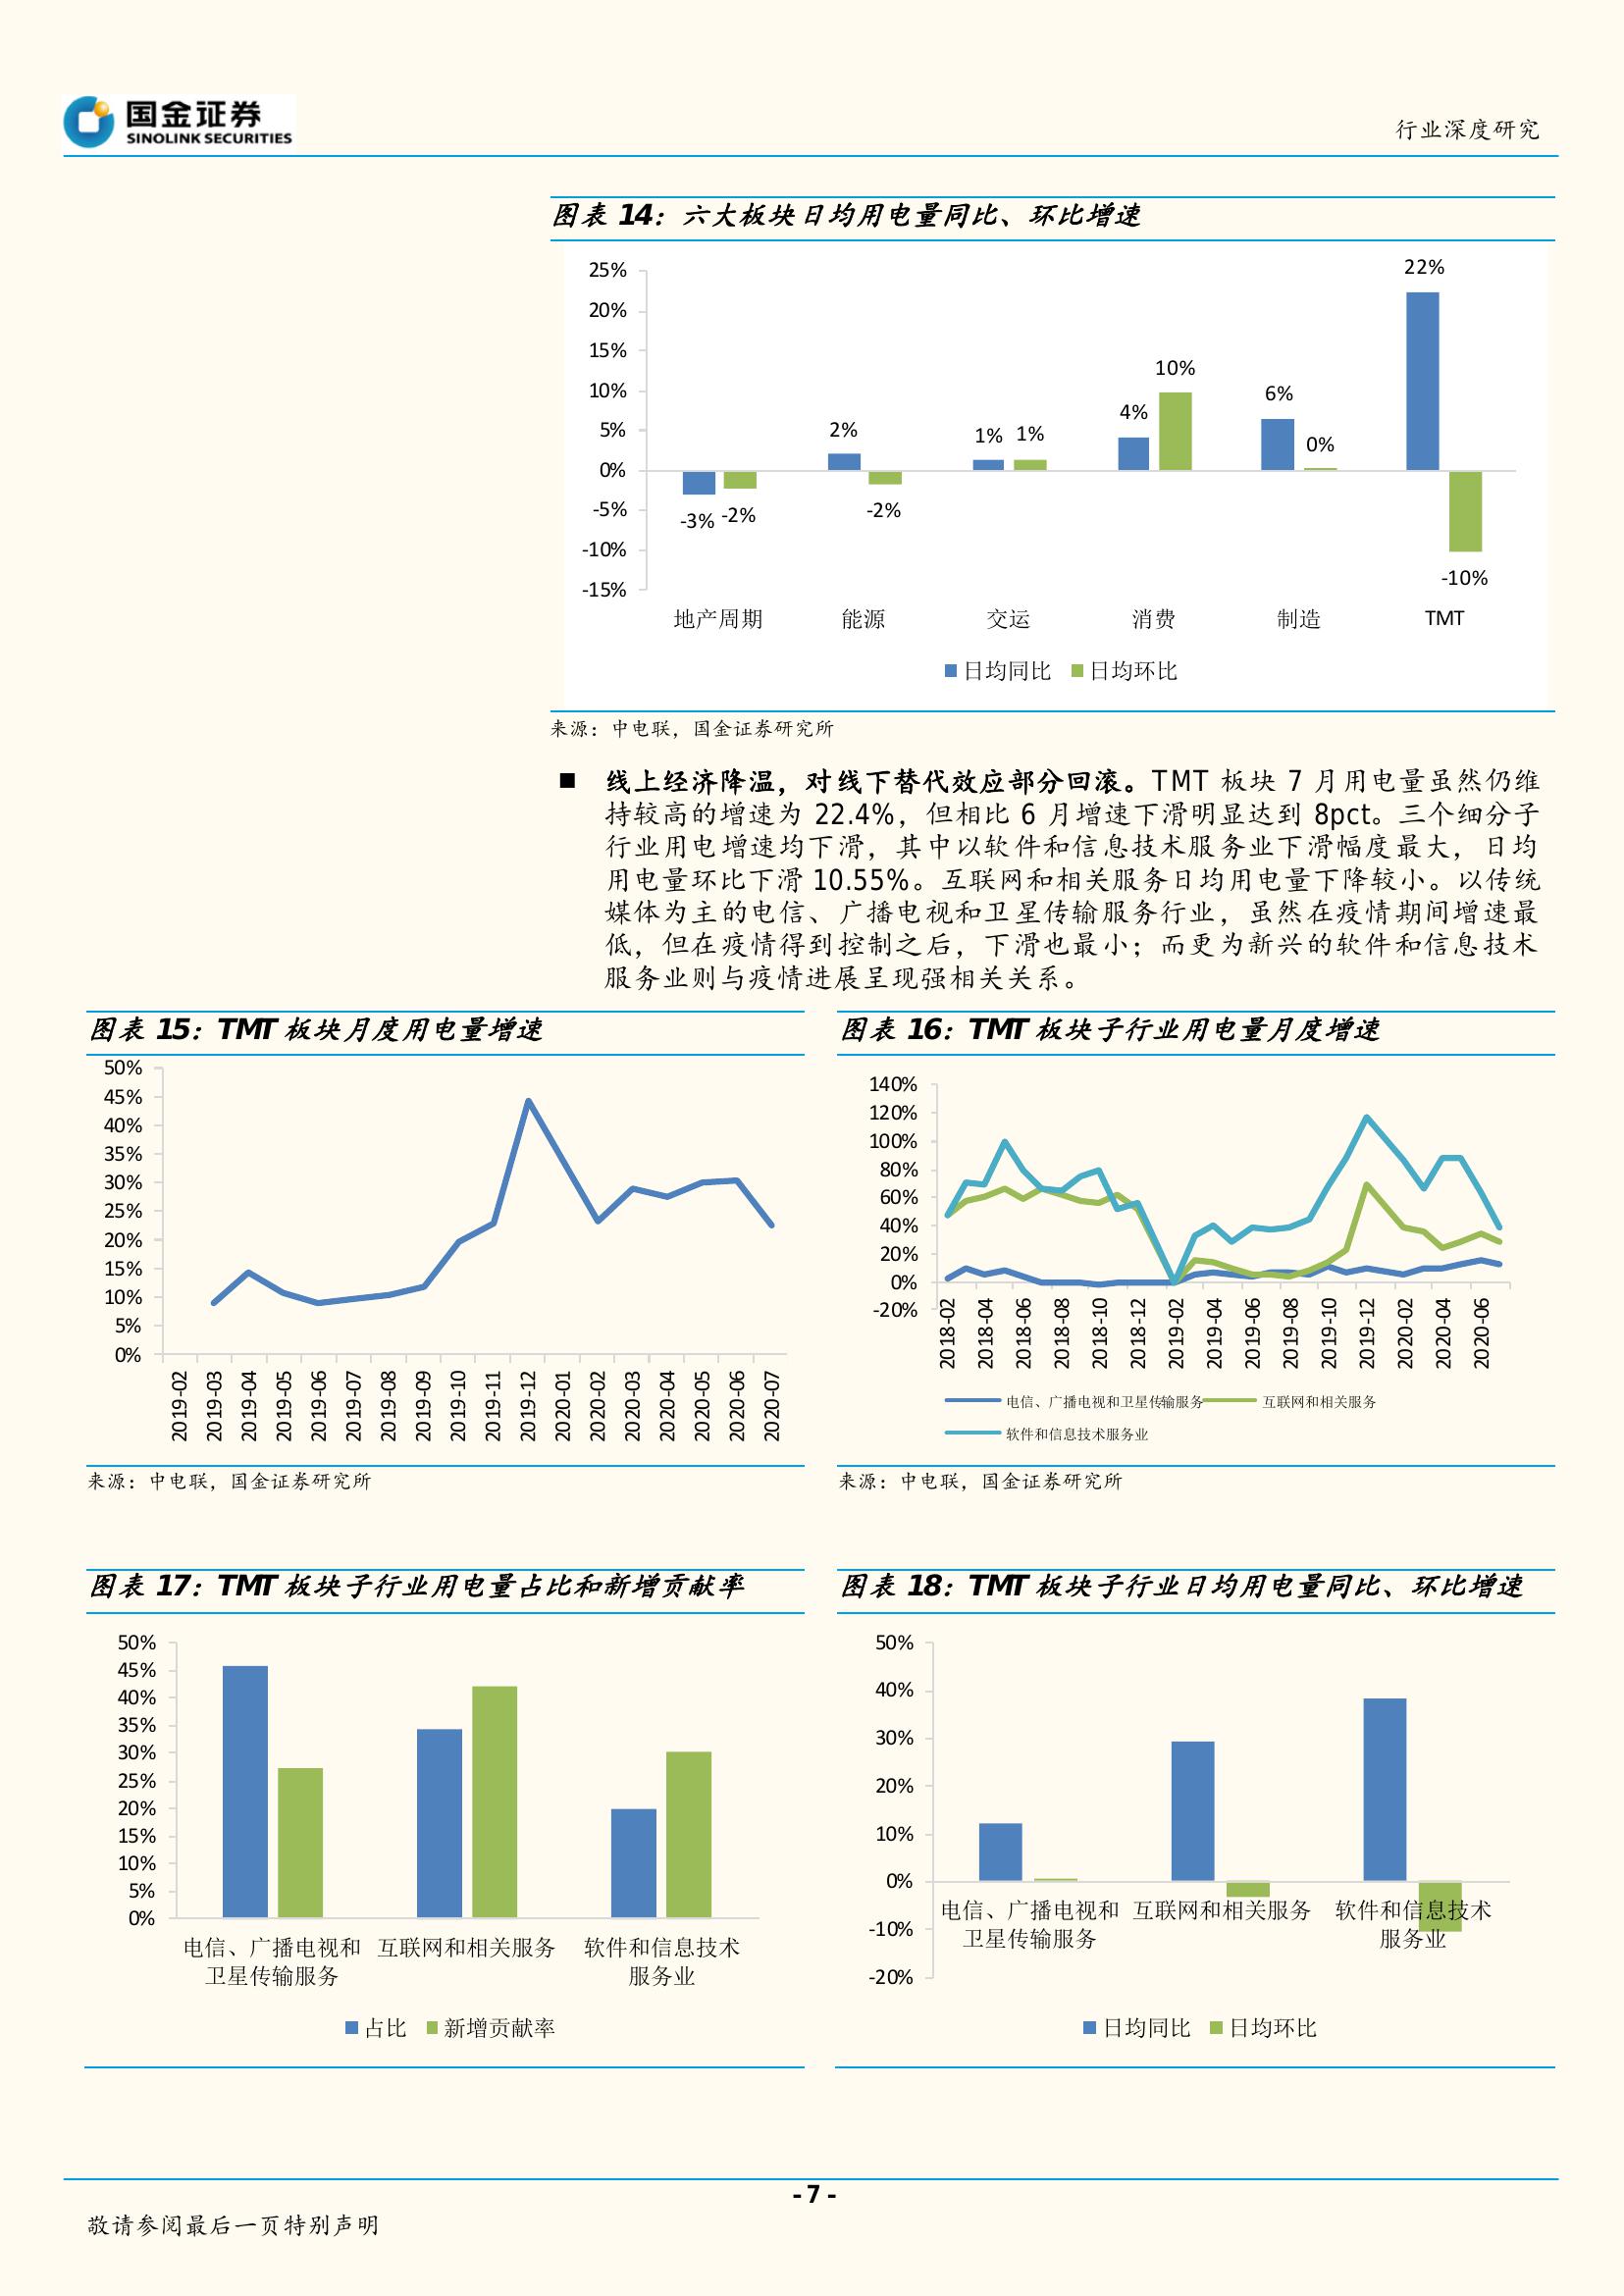 国金证券
SINOLINK SECURITIES
行业深度研究
图表 14：六大板块日均用电量同比、环比增速
25%
20%
15%
10%
5%
0%
-5%
-10%
-15%
-3% -2%
2%
-2%
1% 1%
4%
10%
6%
0%
22%
-10%
地产周期 能源 交运 消费 制造 TMT
日均同比 日均环比
来源：中电联，国金证券研究所
■ 线上经济降温，对线下替代效应部分回滚。TMT 板块 7 月用电量虽然仍维
持较高的增速为 22.4%，但相比 6 月增速下滑明显达到 8pct。三个细分子
行业用电增速均下滑，其中以软件和信息技术服务业下滑幅度最大，日均
用电量环比下滑 10.55%。互联网和相关服务日均用电量下降较小。以传统
媒体为主的电信、广播电视和卫星传输服务行业，虽然在疫情期间增速最
低，但在疫情得到控制之后，下滑也最小；而更为新兴的软件和信息技术
服务业则与疫情进展呈现强相关关系。
图表 15：TMT 板块月度用电量增速
50%
45%
40%
35%
30%
25%
20%
15%
10%
5%
0%
2019-02 2019-03 2019-04 2019-05 2019-06 2019-07 2019-08 2019-09 2019-10 2019-11 2019-12 2020-01 2020-02 2020-03 2020-04 2020-05 2020-06 2020-07
来源：中电联，国金证券研究所
图表 16：TMT 板块子行业用电量月度增速
140%
120%
100%
80%
60%
40%
20%
0%
-20%
2018-02 2018-04 2018-06 2018-08 2018-10 2018-12 2019-02 2019-04 2019-06 2019-08 2019-10 2019-12 2020-02 2020-04 2020-06
电信、广播电视和卫星传输服务 互联网和相关服务
软件和信息技术服务业
来源：中电联，国金证券研究所
图表 17：TMT 板块子行业用电量占比和新增贡献率
50%
45%
40%
35%
30%
25%
20%
15%
10%
5%
0%
电信、广播电视和 互联网和相关服务 软件和信息技术
卫星传输服务 服务业
占比 新增贡献率
图表 18：TMT 板块子行业日均用电量同比、环比增速
50%
40%
30%
20%
10%
0%
-10%
-20%
电信、广播电视和 互联网和相关服务 软件和信息技术
卫星传输服务 服务业
日均同比 日均环比
- 7 -
敬请参阅最后一页特别声明